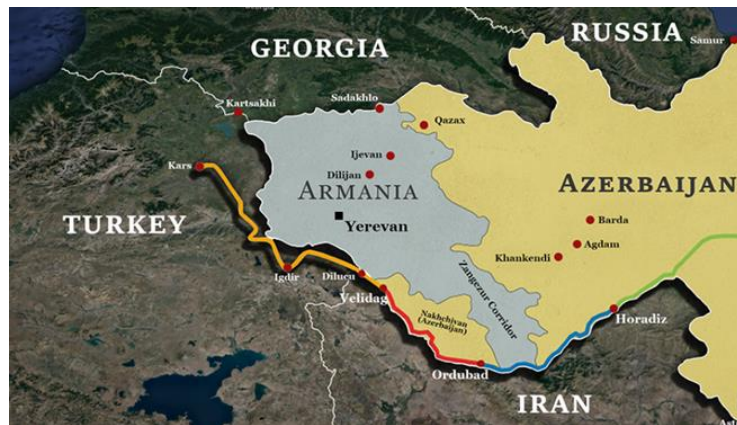 RUSSIA
Samur
GEORGIA
Kartsakhi
Sadakhlo
Qazax
Ijevan
Kars
Dilijan
ARMANIA
AZERBAIJAN
TURKEY
Yerevan
Barda
Agdam
Khankendi
Igdir
Dilucu
Velidag
Zangezur Corridor
Nakhchivan
(Azerbaijan)
Horadiz
Ordubad
IRAN
Ast